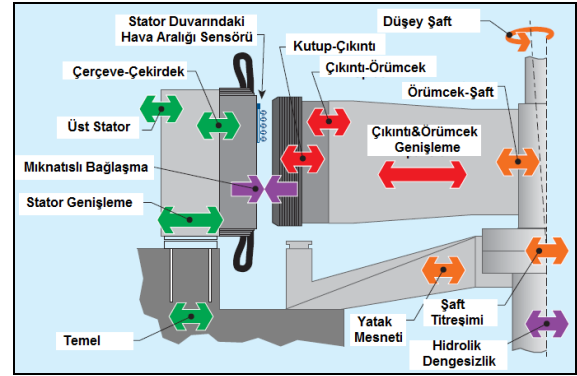 Stator Duvarındaki
Hava Aralığı Sensörü
Düşey Şaft
Kutup-Çıkıntı
Çerçeve-Çekirdek
Çıkıntı-Örümcek
Örümcek-Şaft
Üst Stator
Çıkıntı&Örümcek
Genişleme
Mıknatıslı Bağlaşma
Stator Genişleme
Yatak
Mesneti
Şaft
Titreşimi
Temel
Hidrolik
Dengesizlik